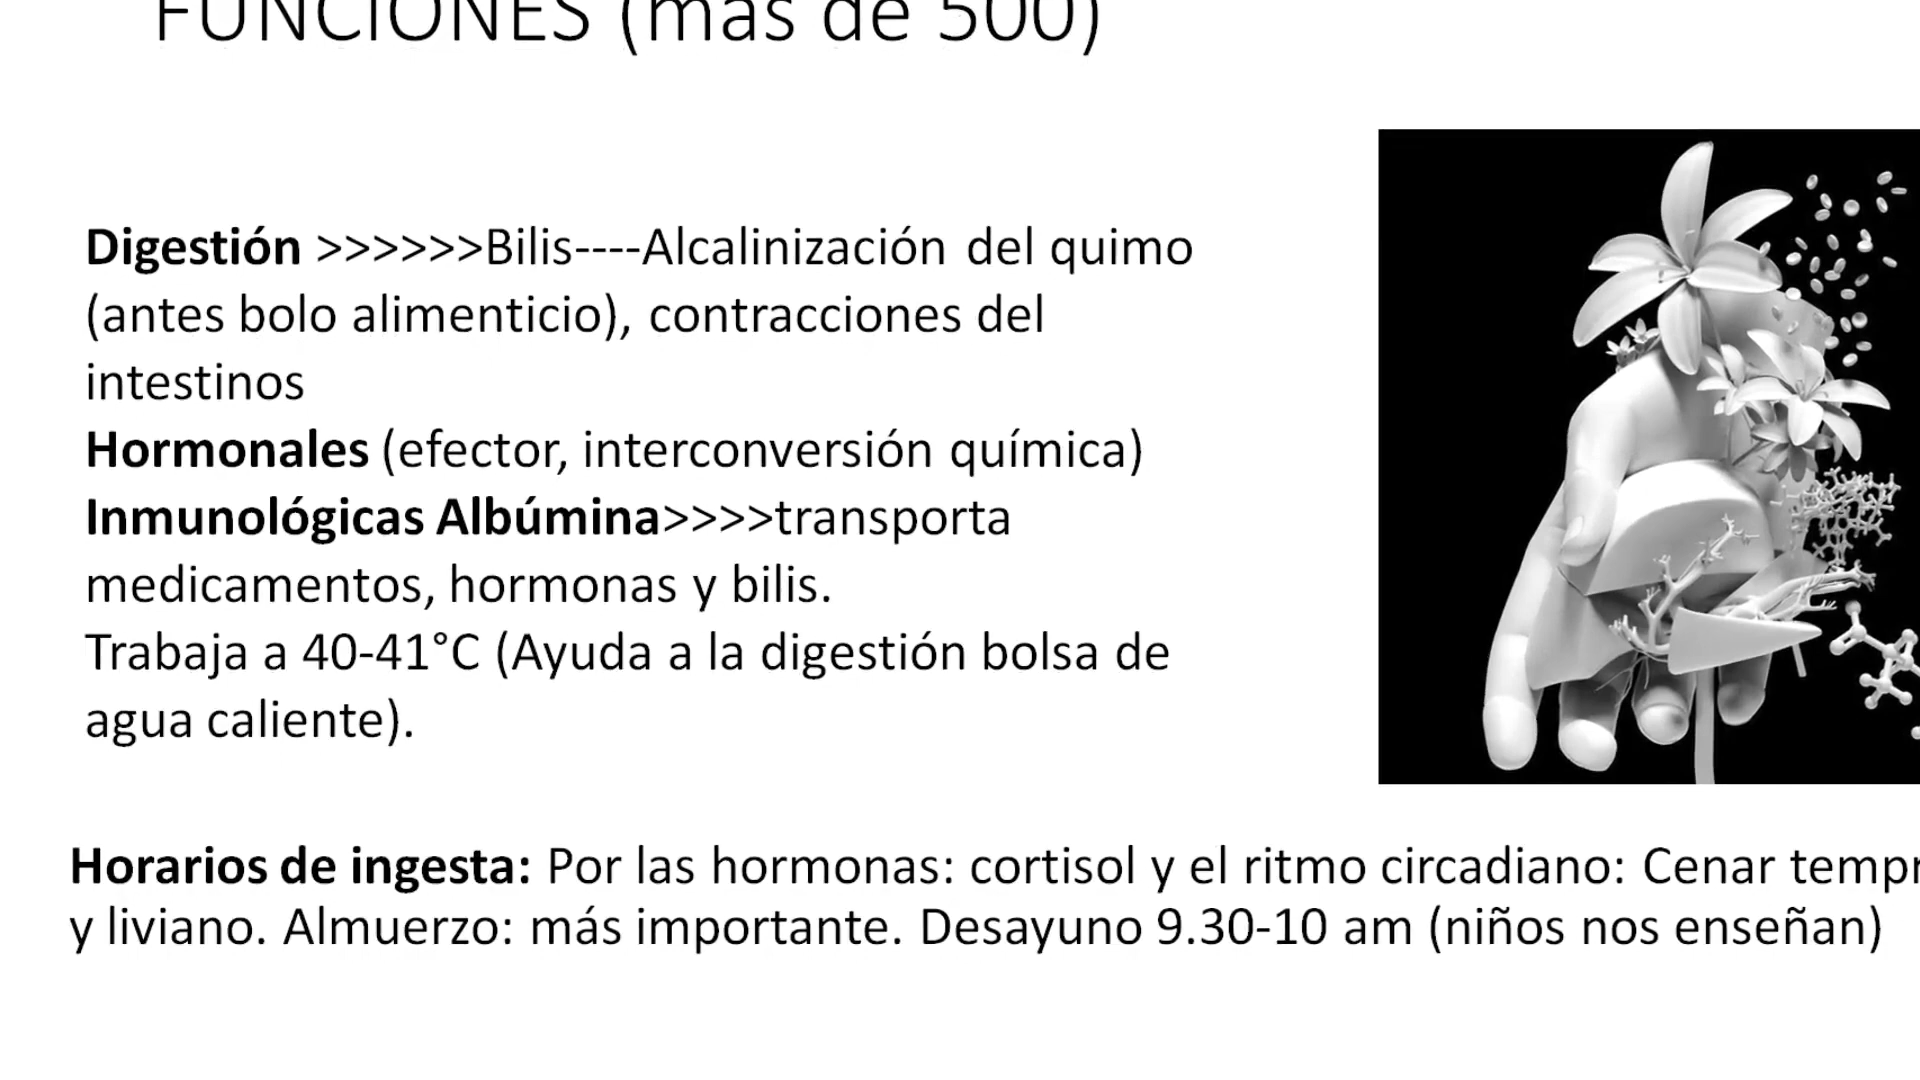 FUNCIONES (más de 500)
Digestión >>>>>>Bilis----Alcalinización del quimo
(antes bolo alimenticio), contracciones del
intestinos
Hormonales (efector, interconversión química)
Inmunológicas Albúmina>>>>transporta
medicamentos, hormonas y bilis.
Trabaja a 40-41°C (Ayuda a la digestión bolsa de
agua caliente).
Horarios de ingesta: Por las hormonas: cortisol y el ritmo circadiano: Cenar
y liviano. Almuerzo: más importante. Desayuno 9.30-10 am (niños nos enseñan)